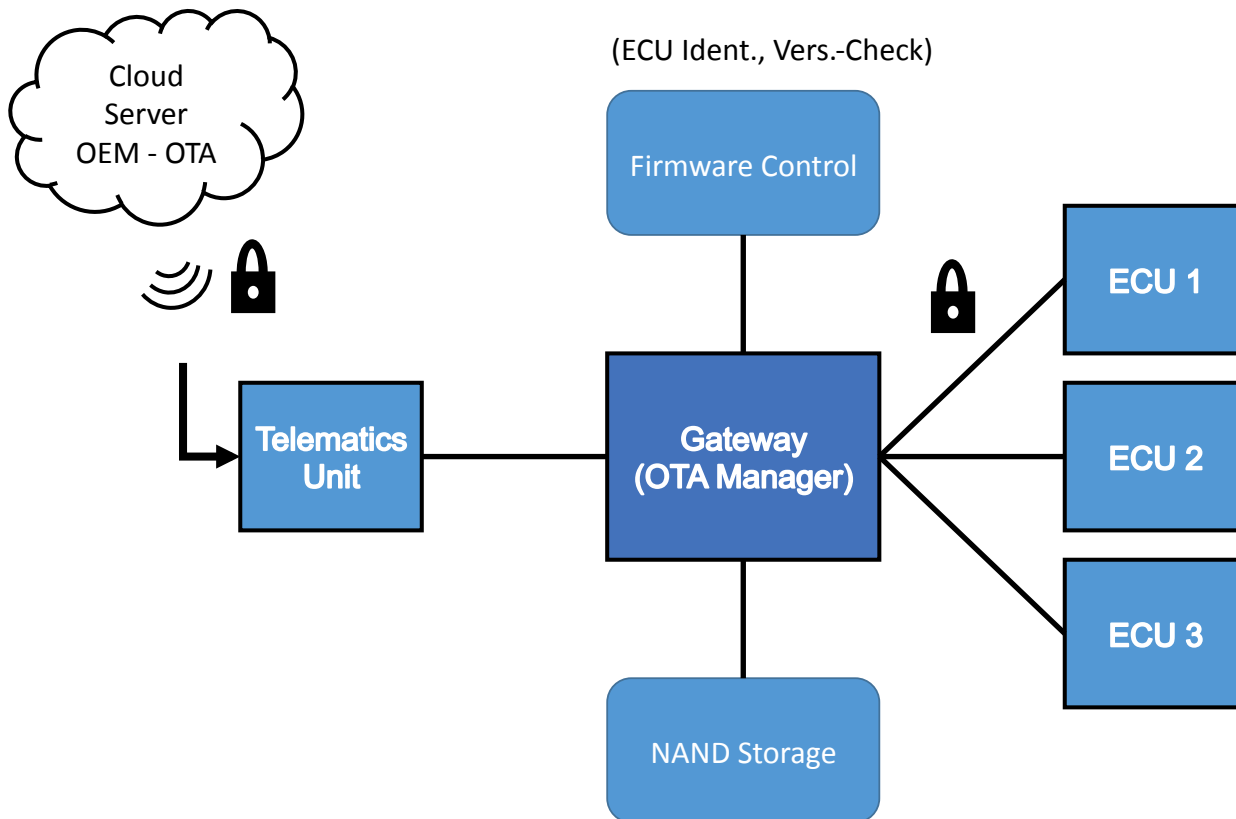 Cloud
Server
OEM - OTA
(ECU Ident., Vers.-Check)
Firmware Control
ECU 1
Telematics
Unit
Gateway
(OTA Manager)
ECU 2
ECU 3
NAND Storage